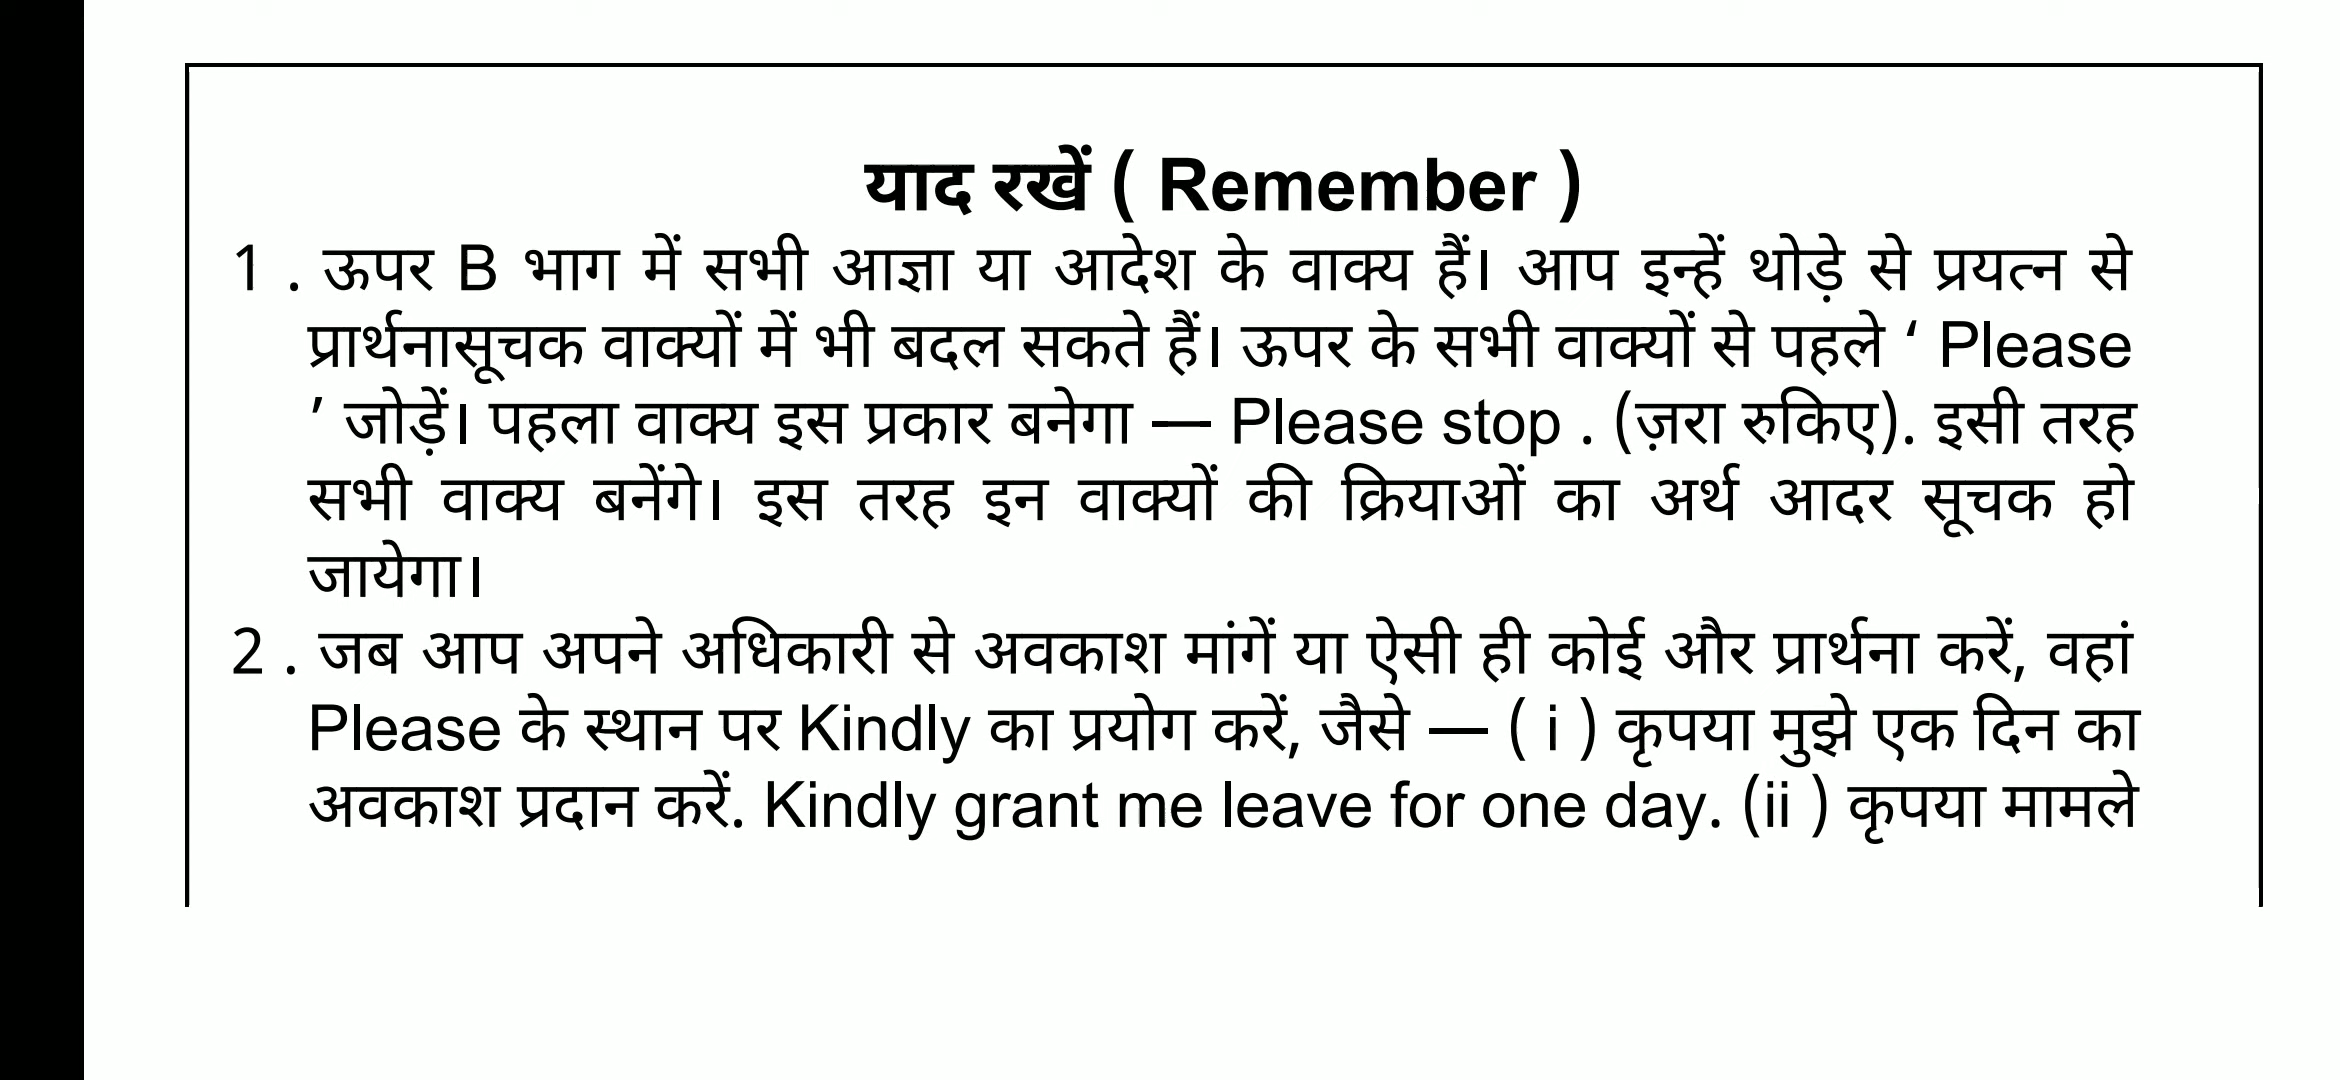 याद रखें ( Remember )
1 . ऊपर B भाग में सभी आज्ञा या आदेश के वाक्य हैं। आप इन्हें थोड़े से प्रयत्न से
प्रार्थनासूचक वाक्यों में भी बदल सकते हैं। ऊपर के सभी वाक्यों से पहले ‘ Please
’ जोड़ें। पहला वाक्य इस प्रकार बनेगा — Please stop . (ज़रा रुकिए). इसी तरह
सभी वाक्य बनेंगे। इस तरह इन वाक्यों की क्रियाओं का अर्थ आदर सूचक हो
जायेगा।
2 . जब आप अपने अधिकारी से अवकाश मांगें या ऐसी ही कोई और प्रार्थना करें, वहां
Please के स्थान पर Kindly का प्रयोग करें, जैसे — ( i ) कृपया मुझे एक दिन का
अवकाश प्रदान करें. Kindly grant me leave for one day. (ii ) कृपया मामले